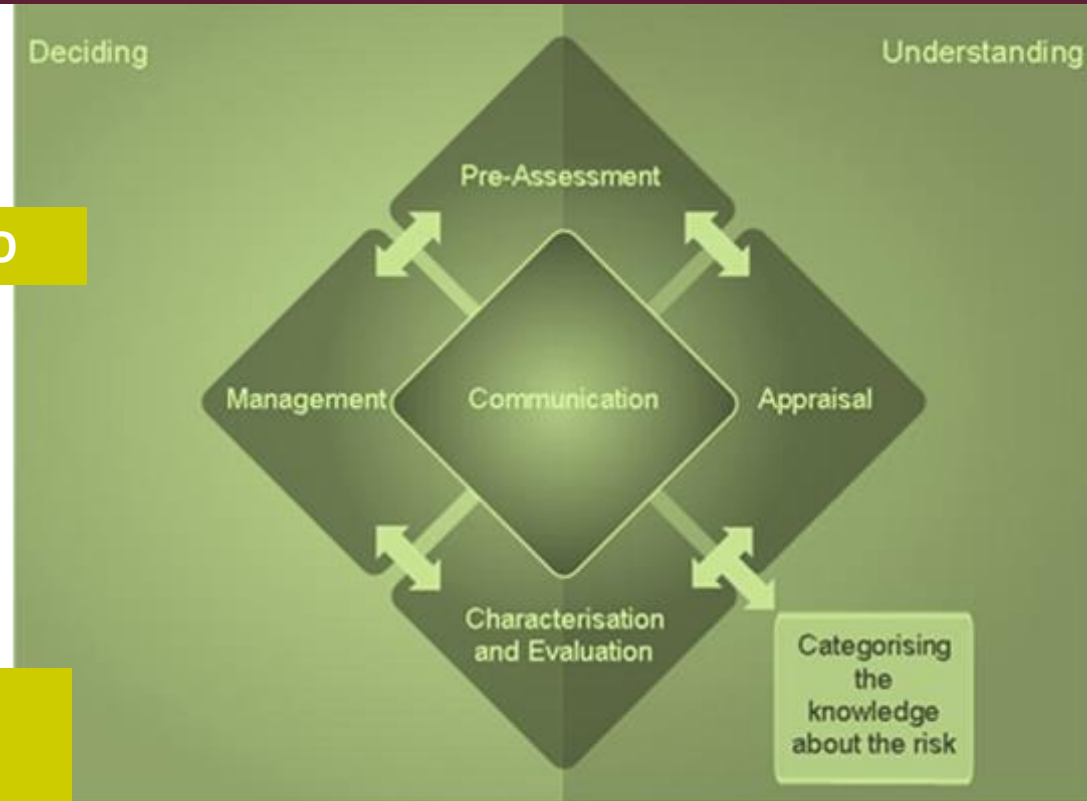 Deciding
Understanding
Pre-Assessment
Management
Communication
Appraisal
Characterisation
and Evaluation
Categorising
the
knowledge
about the risk